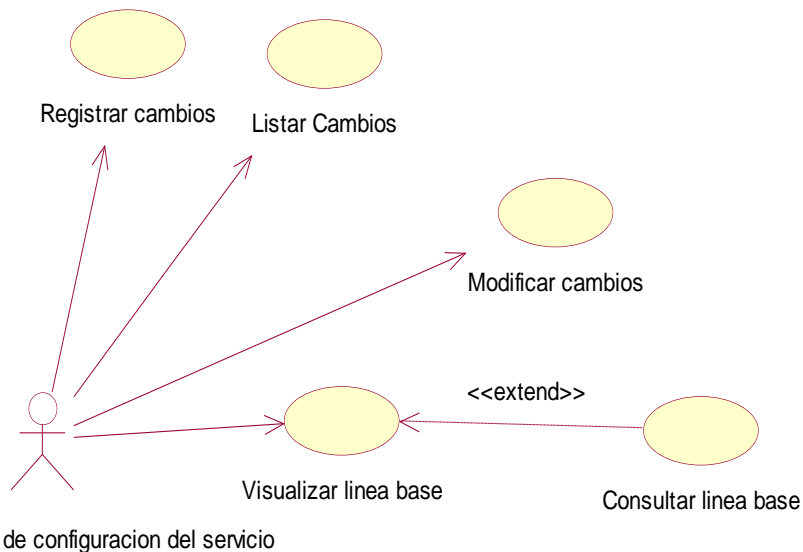 Registrar cambios
Listar Cambios
Modificar cambios
<<extend>>
Visualizar linea base
Consultar linea base
de configuracion del servicio